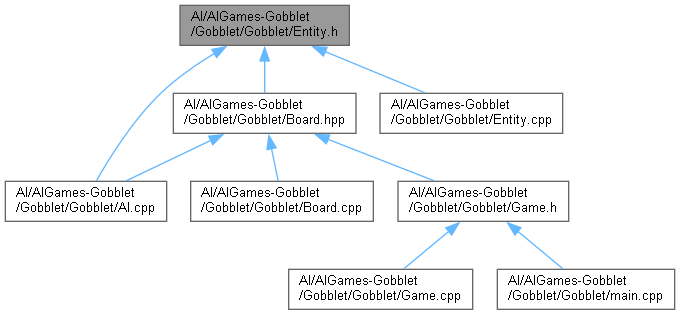 AI/AIGames-Gobblet
/Gobblet/Gobblet/Entity.h
AI/AIGames-Gobblet
/Gobblet/Gobblet/Board.hpp
AI/AIGames-Gobblet
/Gobblet/Gobblet/Entity.cpp
AI/AIGames-Gobblet
/Gobblet/Gobblet/AI.cpp
AI/AIGames-Gobblet
/Gobblet/Gobblet/Board.cpp
AI/AIGames-Gobblet
/Gobblet/Gobblet/Game.h
AI/AIGames-Gobblet
/Gobblet/Gobblet/Game.cpp
AI/AIGames-Gobblet
/Gobblet/Gobblet/main.cpp